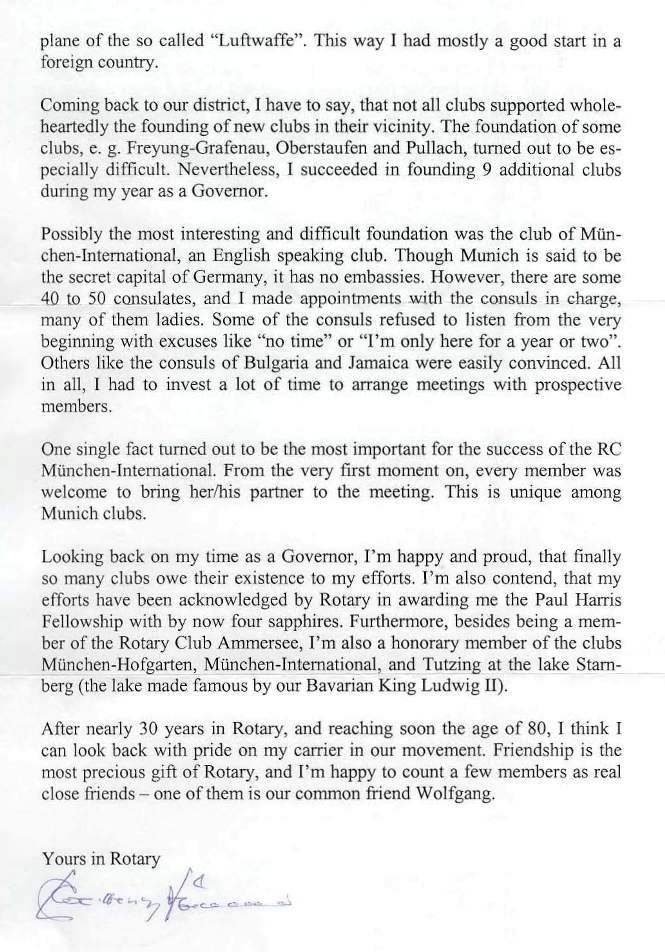 plane of the so called “Luftwaffe”. This way I had mostly a good start in a
foreign country.
Coming back to our district, I have to say, that not all clubs supported whole-
heartedly the founding of new clubs in their vicinity. The foundation of some
clubs, e. g. Freyung-Grafenau, Oberstaufen and Pullach, turned out to be es-
pecially difficult. Nevertheless, I succeeded in founding 9 additional clubs
during my year as a Governor.
Possibly the most interesting and difficult foundation was the club of Mün-
chen-International, an English speaking club. Though Munich is said to be
the secret capital of Germany, it has no embassies. However, there are some
40 to 50 consulates, and I made appointments with the consuls in charge,
many of them ladies. Some of the consuls refused to listen from the very
beginning with excuses like “no time” or “I’m only here for a year or two”.
Others like the consuls of Bulgaria and Jamaica were easily convinced. All
in all, I had to invest a lot of time to arrange meetings with prospective
members.
One single fact turned out to be the most important for the success of the RC
München-International. From the very first moment on, every member was
welcome to bring her/his partner to the meeting. This is unique among
Munich clubs.
Looking back on my time as a Governor, I’m happy and proud, that finally
so many clubs owe their existence to my efforts. I’m also contend, that my
efforts have been acknowledged by Rotary in awarding me the Paul Harris
Fellowship with by now four sapphires. Furthermore, besides being a mem-
ber of the Rotary Club Ammersee, I’m also a honorary member of the clubs
München-Hofgarten, München-International, and Tutzing at the lake Starn-
berg (the lake made famous by our Bavarian King Ludwig II).
After nearly 30 years in Rotary, and reaching soon the age of 80, I think I
can look back with pride on my carrier in our movement. Friendship is the
most precious gift of Rotary, and I’m happy to count a few members as real
close friends – one of them is our common friend Wolfgang.
Yours in Rotary